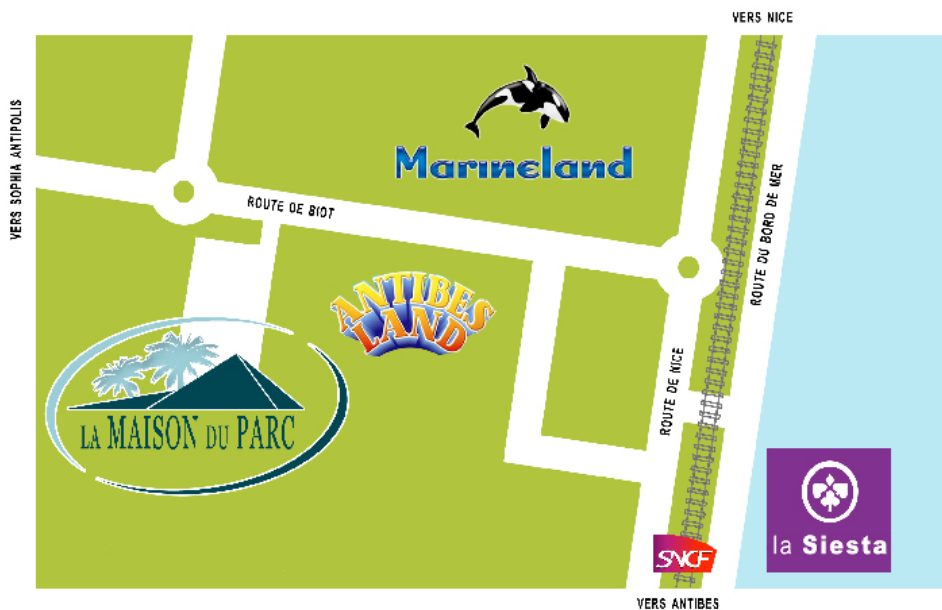 VERS NICE
VERS SOPHIA ANTIPOLIS
Marineland
ROUTE DE BIOT
ROUTE DU BORD DE MER
ANTIBES
LAND
ROUTE DE NICE
LA MAISON DU PARC
la Siesta
SNCF
VERS ANTIBES